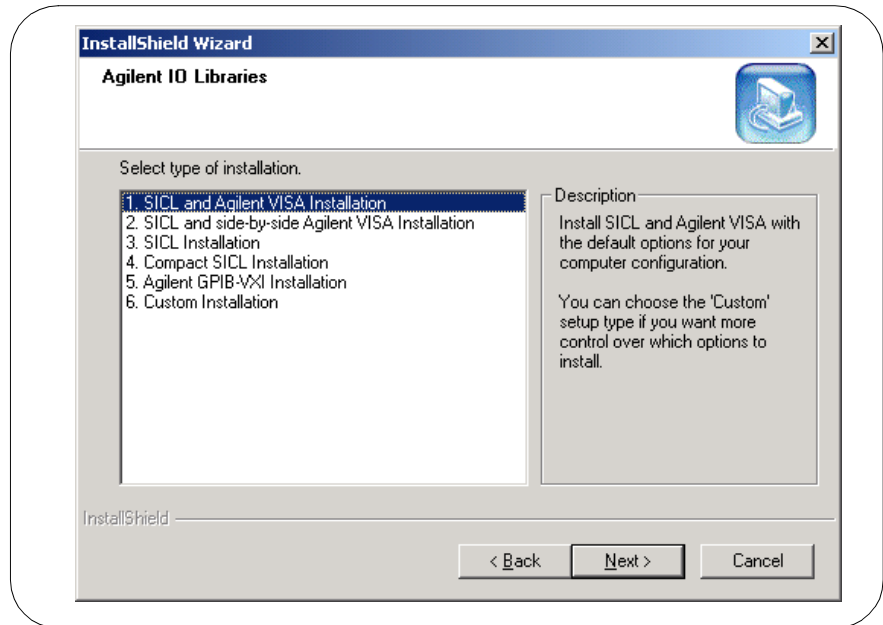 InstallShield Wizard
Agilent IO Libraries
Select type of installation.
1. SICL and Agilent VISA Installation
2. SICL and side-by-side Agilent VISA Installation
3. SICL Installation
4. Compact SICL Installation
5. Agilent GPIB-VXI Installation
6. Custom Installation
Description
Install SICL and Agilent VISA with
the default options for your
computer configuration.
You can choose the 'Custom'
setup type if you want more
control over which options to
install.
InstallShield
< Back
Next >
Cancel